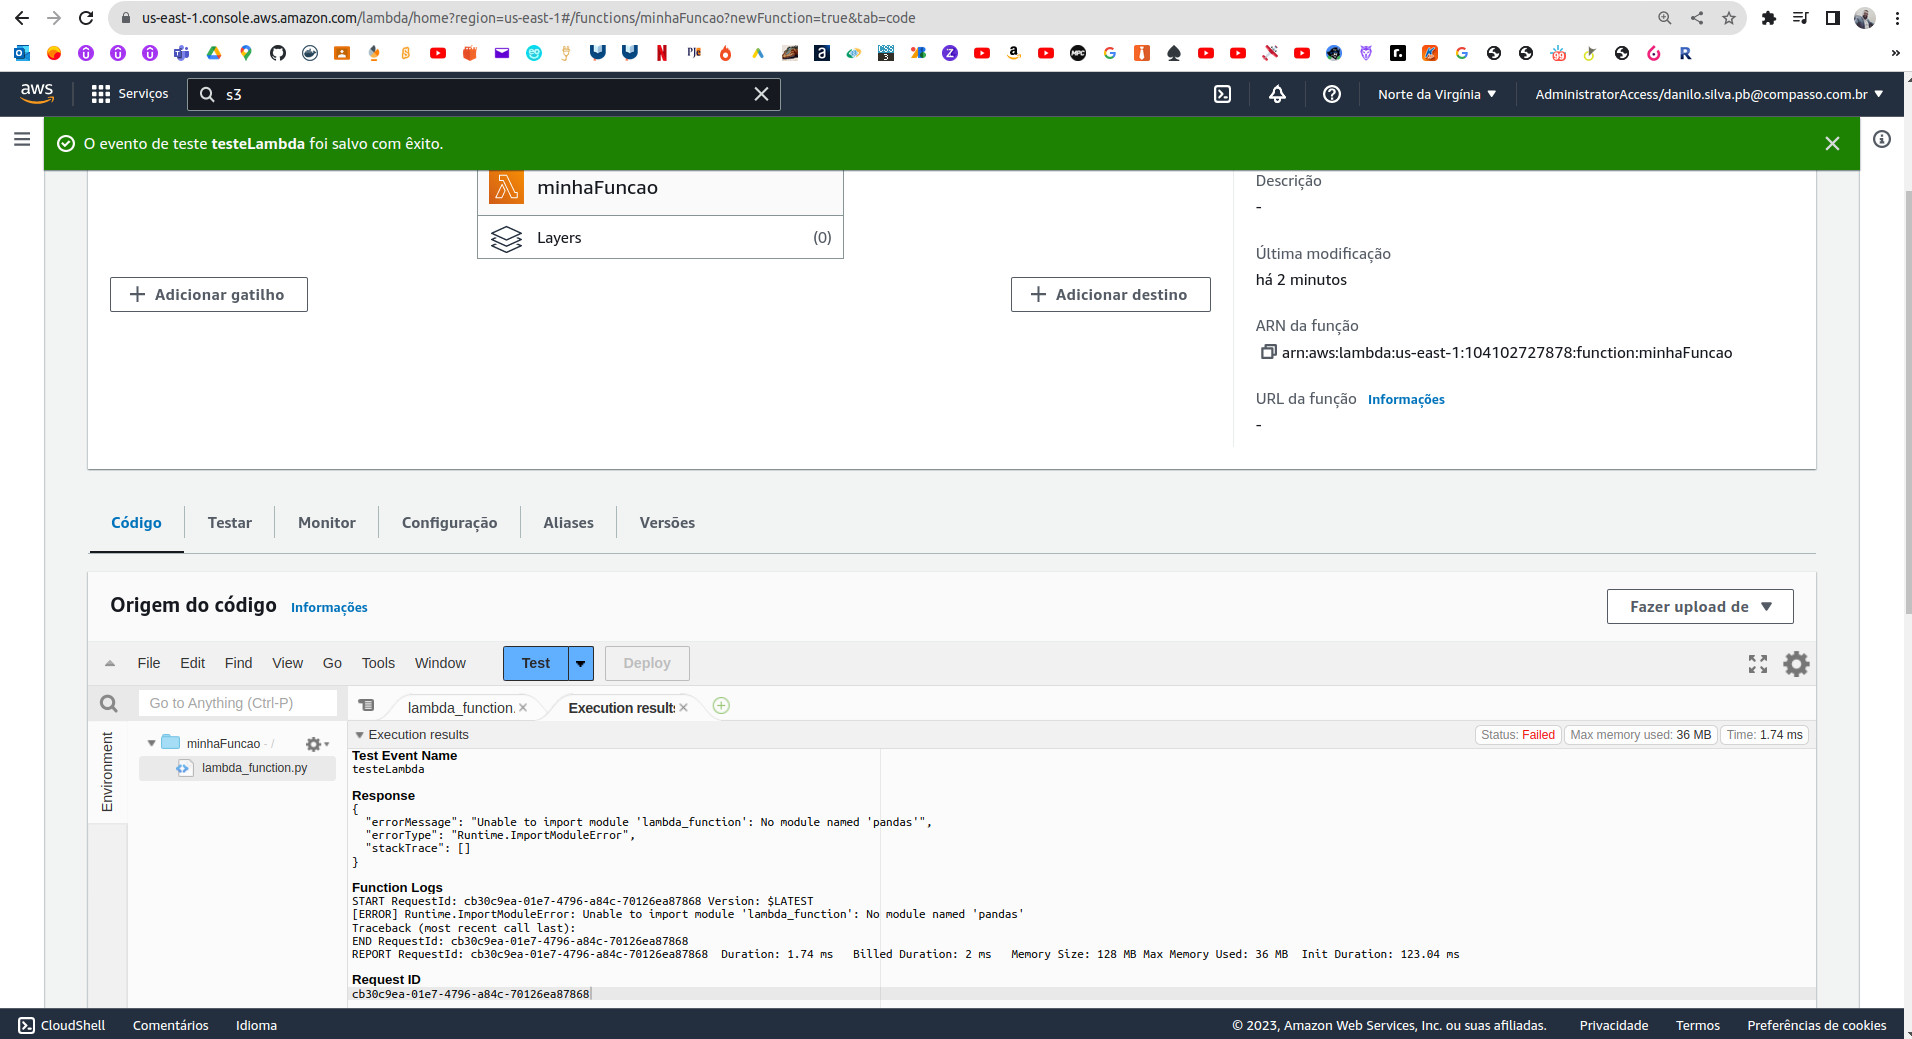 us-east-1.console.aws.amazon.com/lambda/home?region=us-east-1#/functions/minhaFuncao?newFunction=true&tab=code
aws
Serviços
s3
Norte da Virgínia
AdministratorAccess/danilo.silva.pb@compasso.com.br
O evento de teste testeLambda foi salvo com êxito.
minhaFuncao
Layers (0)
Adicionar gatilho
Adicionar destino
Descrição
-
Última modificação
há 2 minutos
ARN da função
arn:aws:lambda:us-east-1:104102727878:function:minhaFuncao
URL da função Informações
-
Código
Testar
Monitor
Configuração
Aliases
Versões
Origem do código Informações
Fazer upload de
File Edit Find View Go Tools Window
Test
Deploy
Go to Anything (Ctrl-P)
lambda_function.
Execution results
Environment
minhaFuncao - /
lambda_function.py
Execution results
Status: Failed
Max memory used: 36 MB
Time: 1.74 ms
Test Event Name
testeLambda
Response
{
"errorMessage": "Unable to import module 'lambda_function': No module named 'pandas'",
"errorType": "Runtime.ImportModuleError",
"stackTrace": []
}
Function Logs
START RequestId: cb30c9ea-01e7-4796-a84c-70126ea87868 Version: $LATEST
[ERROR] Runtime.ImportModuleError: Unable to import module 'lambda_function': No module named 'pandas'
Traceback (most recent call last):
END RequestId: cb30c9ea-01e7-4796-a84c-70126ea87868
REPORT RequestId: cb30c9ea-01e7-4796-a84c-70126ea87868 Duration: 1.74 ms Billed Duration: 2 ms Memory Size: 128 MB Max Memory Used: 36 MB Init Duration: 123.04 ms
Request ID
cb30c9ea-01e7-4796-a84c-70126ea87868
CloudShell
Comentários
Idioma
© 2023, Amazon Web Services, Inc. ou suas afiliadas.
Privacidade
Termos
Preferências de cookies